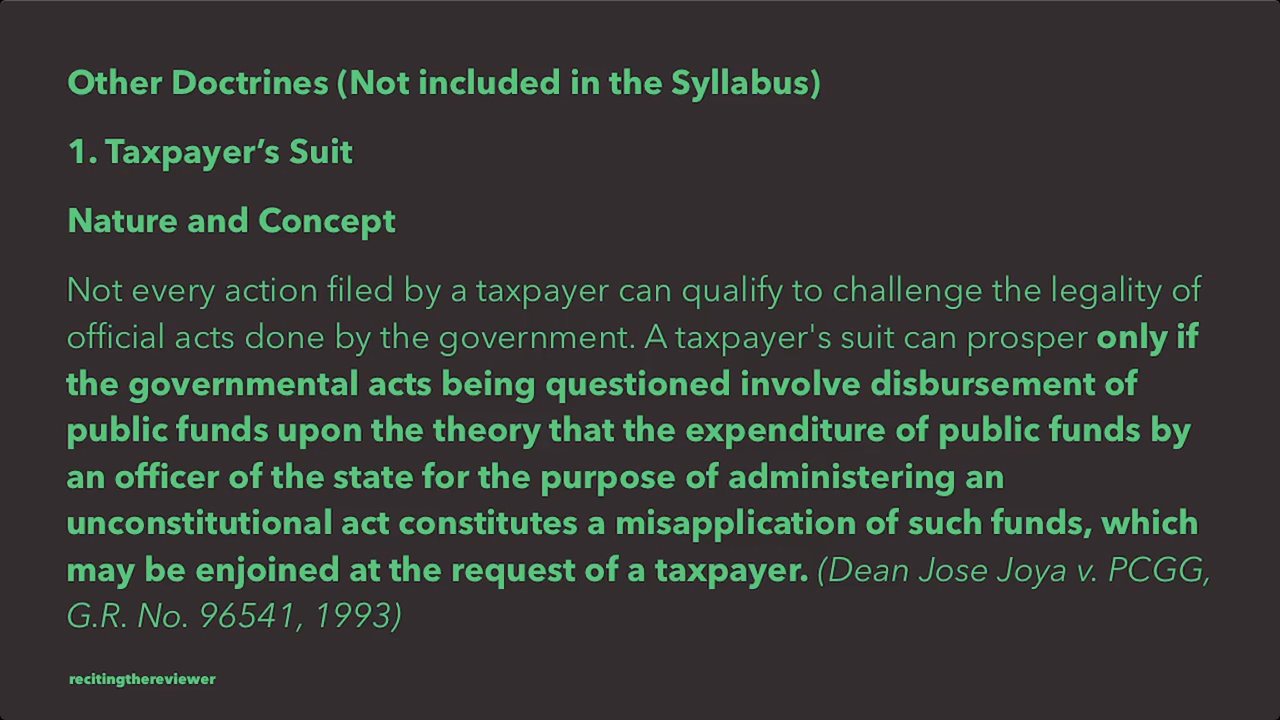 Other Doctrines (Not included in the Syllabus)
1. Taxpayer’s Suit
Nature and Concept
Not every action filed by a taxpayer can qualify to challenge the legality of
official acts done by the government. A taxpayer's suit can prosper only if
the governmental acts being questioned involve disbursement of
public funds upon the theory that the expenditure of public funds by
an officer of the state for the purpose of administering an
unconstitutional act constitutes a misapplication of such funds, which
may be enjoined at the request of a taxpayer. (Dean Jose Joya v. PCGG,
G.R. No. 96541, 1993)
recitingthereviewer